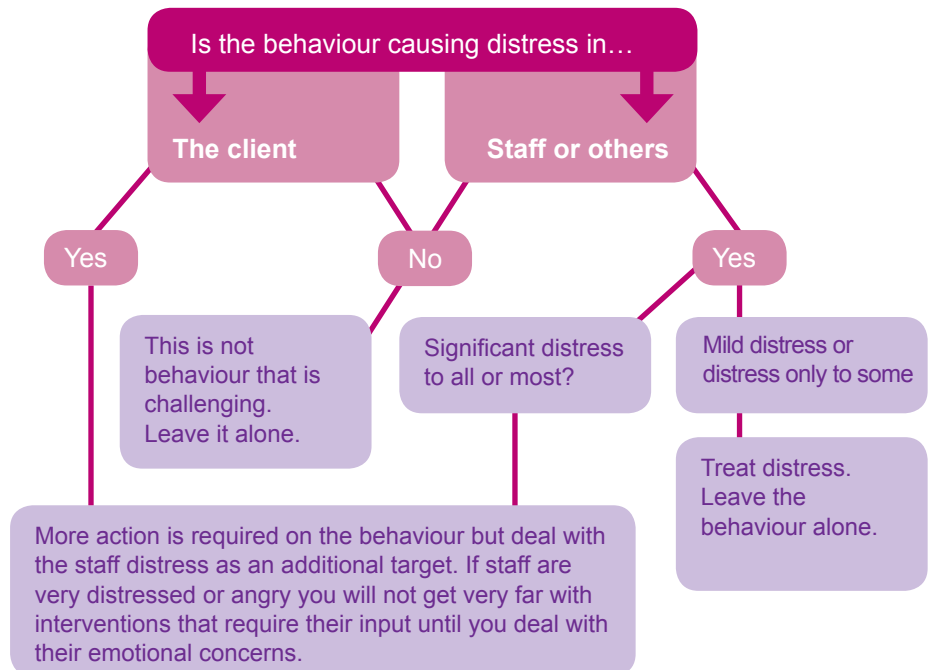 Is the behaviour causing distress in…
The client
Staff or others
Yes
No
Yes
This is not
behaviour that is
challenging.
Leave it alone.
Significant distress
to all or most?
Mild distress or
distress only to some
Treat distress.
Leave the
behaviour alone.
More action is required on the behaviour but deal with
the staff distress as an additional target. If staff are
very distressed or angry you will not get very far with
interventions that require their input until you deal with
their emotional concerns.